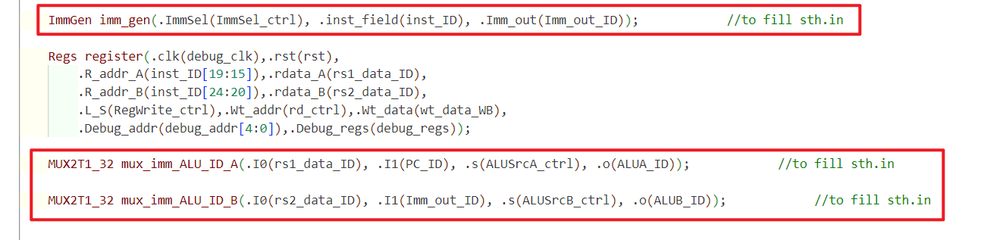 ImmGen imm_gen(.ImmSel(ImmSel_ctrl), .inst_field(inst_ID), .Imm_out(Imm_out_ID)); //to fill sth.in
Regs register(.clk(debug_clk),.rst(rst),
.R_addr_A(inst_ID[19:15]),.rdata_A(rs1_data_ID),
.R_addr_B(inst_ID[24:20]),.rdata_B(rs2_data_ID),
.L_S(RegWrite_ctrl),.Wt_addr(rd_ctrl),.Wt_data(wt_data_WB),
.Debug_addr(debug_addr[4:0]),.Debug_regs(debug_regs));
MUX2T1_32 mux_imm_ALU_ID_A(.I0(rs1_data_ID), .I1(PC_ID), .s(ALUSrcA_ctrl), .o(ALUA_ID)); //to fill sth.in
MUX2T1_32 mux_imm_ALU_ID_B(.I0(rs2_data_ID), .I1(Imm_out_ID), .s(ALUSrcB_ctrl), .o(ALUB_ID)); //to fill sth.in